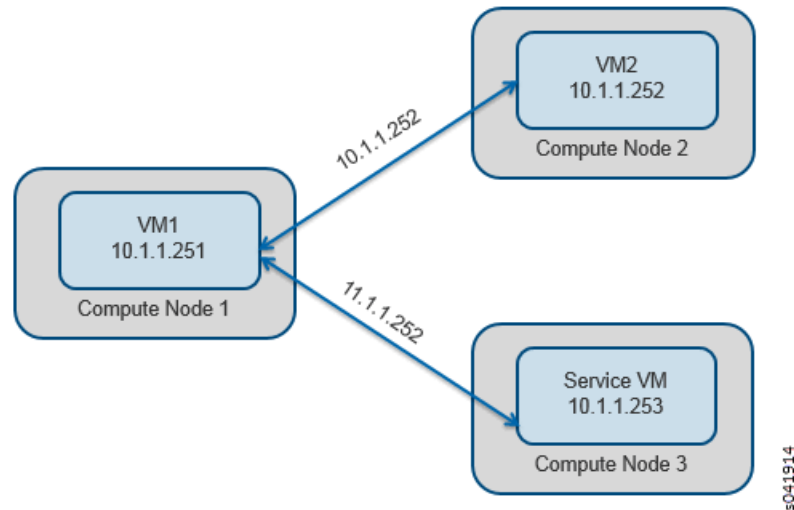 VM2
10.1.1.252
Compute Node 2
10.1.1.252
VM1
10.1.1.251
Compute Node 1
11.1.1.252
Service VM
10.1.1.253
Compute Node 3
s041914